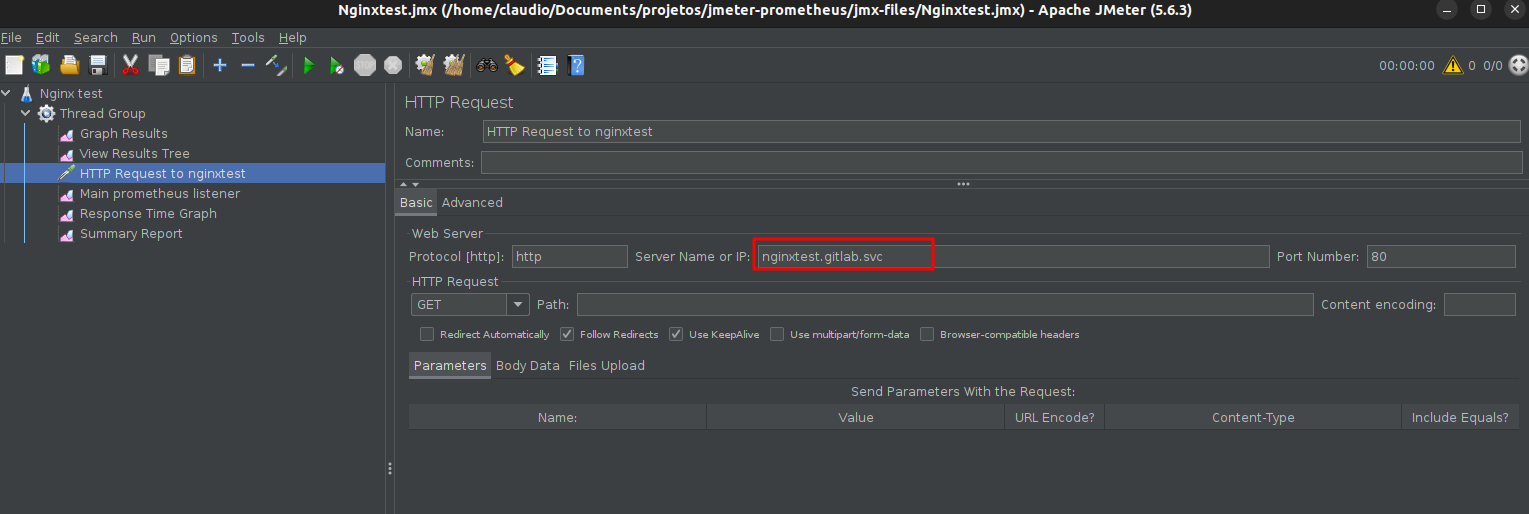 Nginxtest.jmx (/home/claudio/Documents/projetos/jmeter-prometheus/jmx-files/Nginxtest.jmx) - Apache JMeter (5.6.3)
File Edit Search Run Options Tools Help
STOP ? 00:00:00 0 0/0
Nginx test
Thread Group
Graph Results
View Results Tree
HTTP Request to nginxtest
Main prometheus listener
Response Time Graph
Summary Report
HTTP Request
Name: HTTP Request to nginxtest
Comments:
Basic Advanced
Web Server
Protocol [http]: http Server Name or IP: nginxtest.gitlab.svc Port Number: 80
HTTP Request
GET Path: Content encoding:
Redirect Automatically Follow Redirects Use KeepAlive Use multipart/form-data Browser-compatible headers
Parameters Body Data Files Upload
Send Parameters With the Request:
Name: Value URL Encode? Content-Type Include Equals?